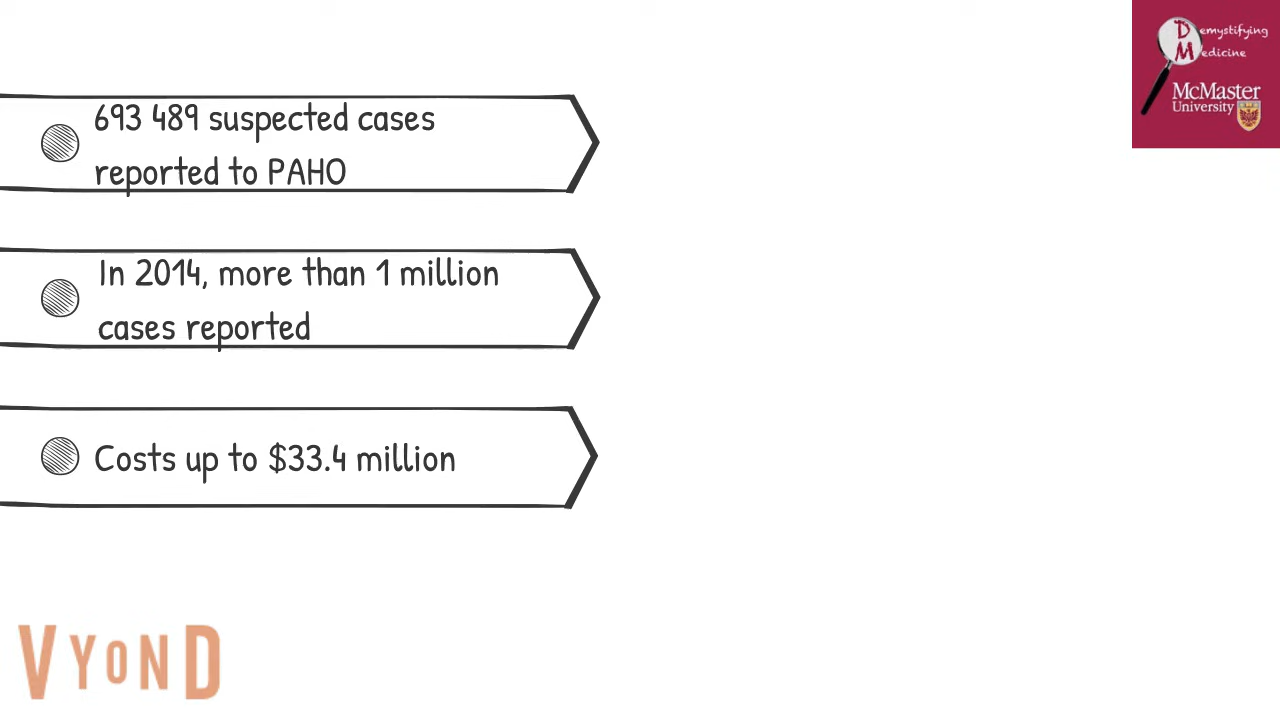 Demystifying
Medicine
McMaster
University
693 489 suspected cases
reported to PAHO
In 2014, more than 1 million
cases reported
Costs up to $33.4 million
VYOND